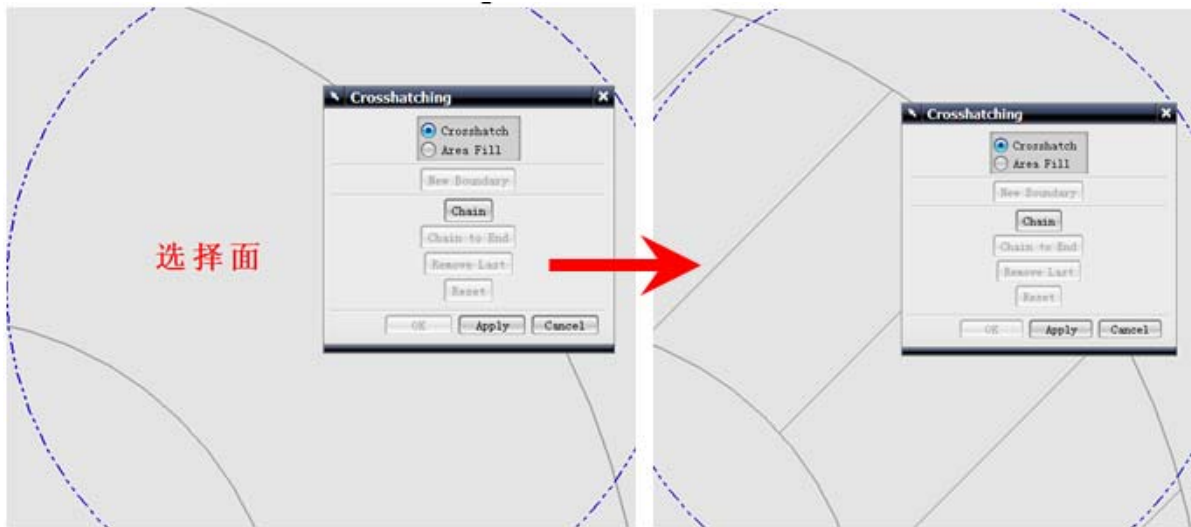 Crosshatching
Crosshatch
Area Fill
New Boundary
Chain
Chain to End
Remove Last
Reset
OK Apply Cancel
选择面
Crosshatching
Crosshatch
Area Fill
New Boundary
Chain
Chain to End
Remove Last
Reset
OK Apply Cancel